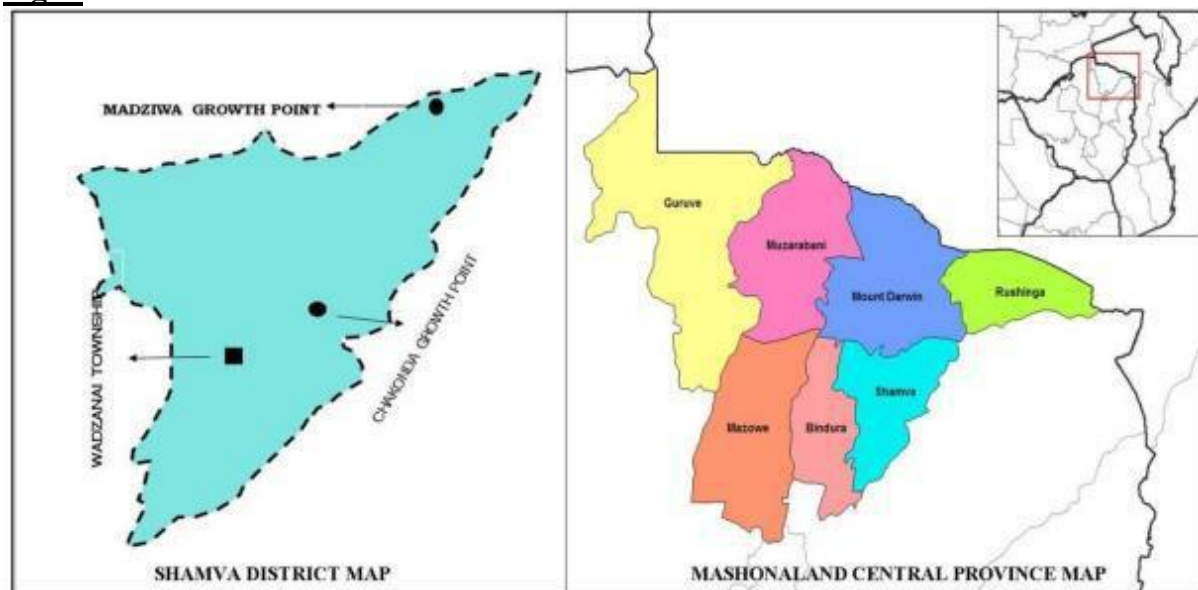 MADZIWA GROWTH POINT
WADZANAI TOWNSHIP
CHAKONDA GROWTH POINT
SHAMVA DISTRICT MAP
Guruve
Muzarabani
Mount Darwin
Rushinga
Shamva
Mazowe
Bindura
MASHONALAND CENTRAL PROVINCE MAP